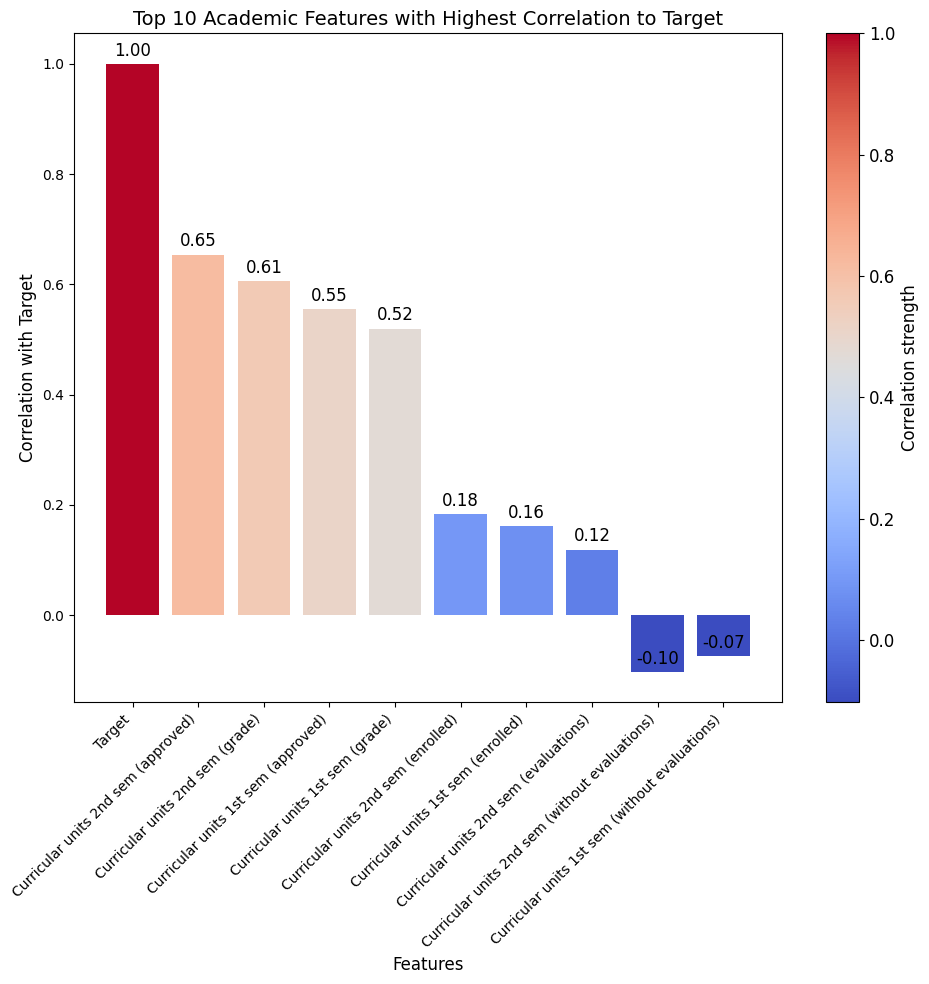 Top 10 Academic Features with Highest Correlation to Target
Correlation with Target
1.0
0.8
0.6
0.4
0.2
0.0
1.00
0.65
0.61
0.55
0.52
0.18
0.16
0.12
-0.10
-0.07
Target
Curricular units 2nd sem (approved)
Curricular units 2nd sem (grade)
Curricular units 1st sem (approved)
Curricular units 1st sem (grade)
Curricular units 2nd sem (enrolled)
Curricular units 1st sem (enrolled)
Curricular units 2nd sem (evaluations)
Curricular units 2nd sem (without evaluations)
Curricular units 1st sem (without evaluations)
Features
1.0
0.8
0.6
0.4
0.2
0.0
Correlation strength